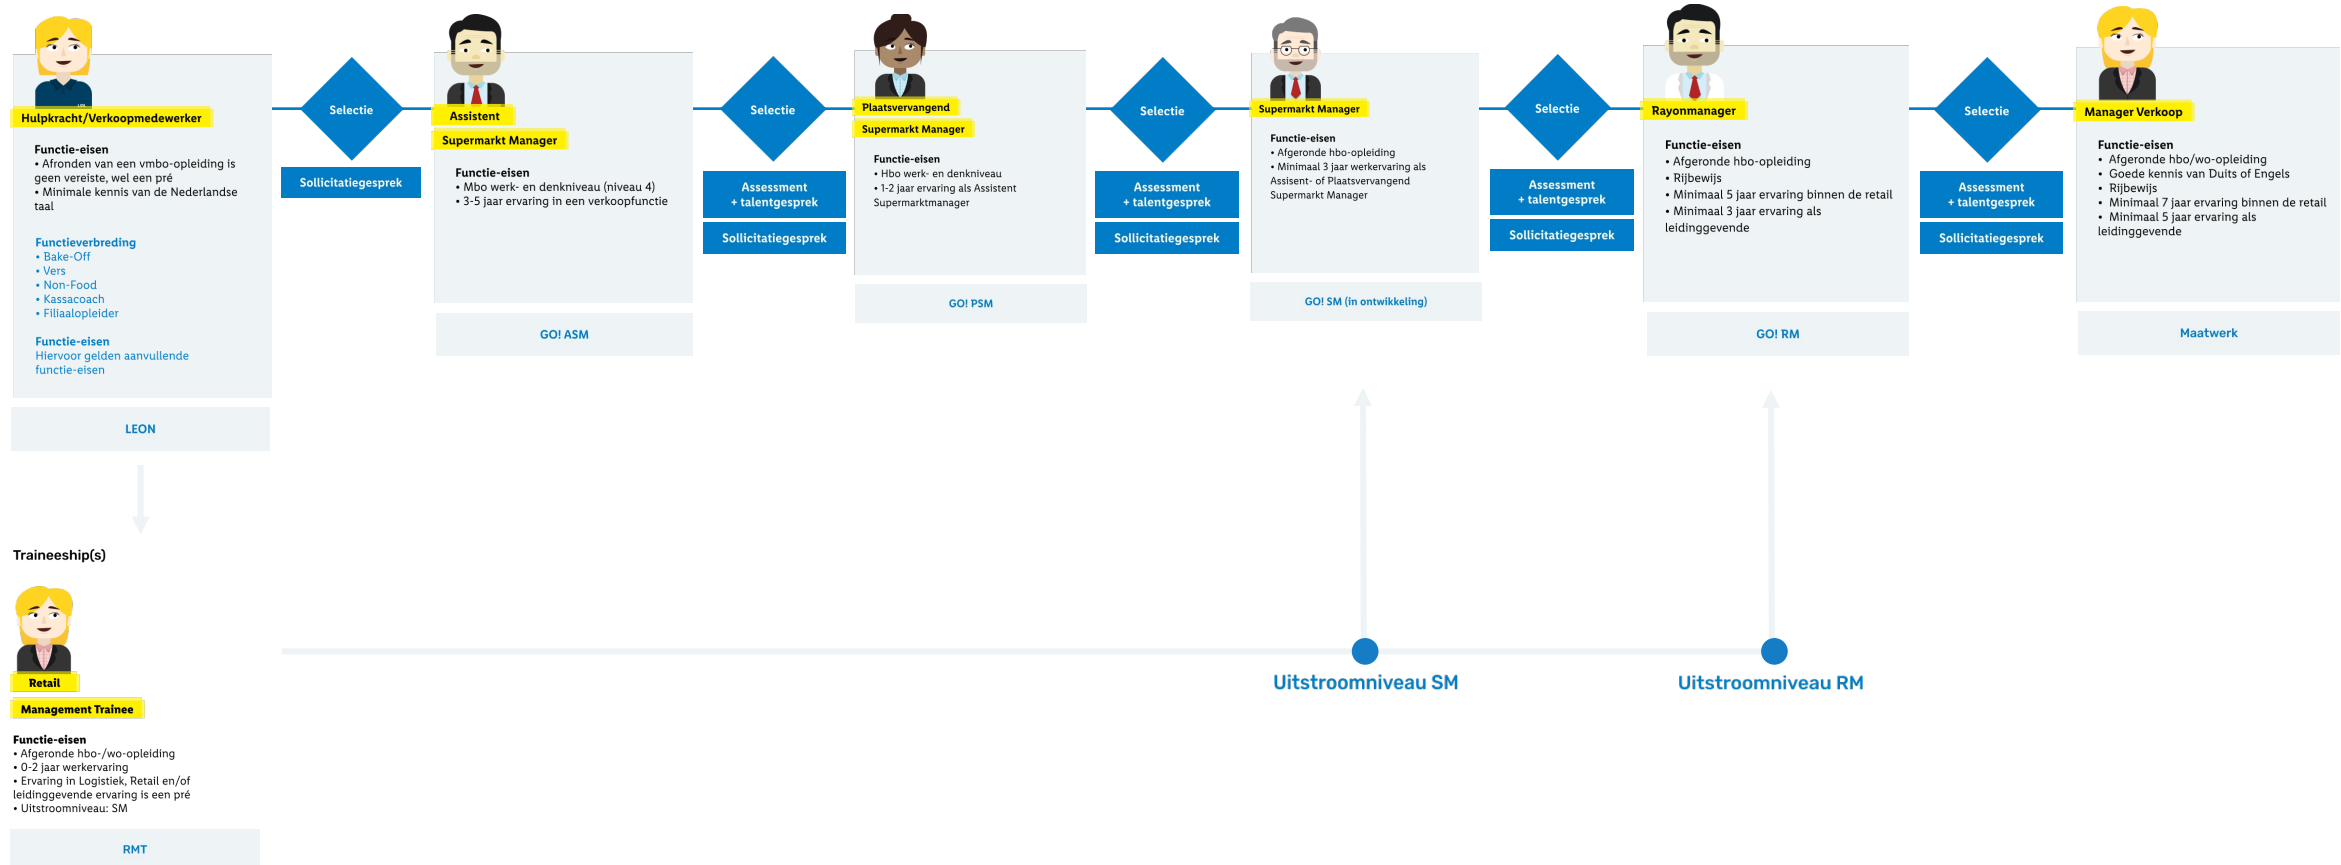 Hulpkracht/Verkoopmedewerker
Functie-eisen
• Afronden van een vmbo-opleiding is
geen vereiste, wel een pré
• Minimale kennis van de Nederlandse
taal
Functieverbreding
• Bake-Off
• Vers
• Non-Food
• Kassacoach
• Filiaalopleider
Functie-eisen
Hiervoor gelden aanvullende
functie-eisen
LEON
Selectie
Sollicitatiegesprek
Assistent
Supermarkt Manager
Functie-eisen
• Mbo werk- en denkniveau (niveau 4)
• 3-5 jaar ervaring in een verkoopfunctie
GO! ASM
Selectie
Assessment
+ talentgesprek
Sollicitatiegesprek
Plaatsvervangend
Supermarkt Manager
Functie-eisen
• Hbo werk- en denkniveau
• 1-2 jaar ervaring als Assistent
Supermarktmanager
GO! PSM
Selectie
Assessment
+ talentgesprek
Sollicitatiegesprek
Supermarkt Manager
Functie-eisen
• Afgeronde hbo-opleiding
• Minimaal 3 jaar werkervaring als
Assisent- of Plaatsvervangend
Supermarkt Manager
GO! SM (in ontwikkeling)
Selectie
Assessment
+ talentgesprek
Sollicitatiegesprek
Rayonmanager
Functie-eisen
• Afgeronde hbo-opleiding
• Rijbewijs
• Minimaal 5 jaar ervaring binnen de retail
• Minimaal 3 jaar ervaring als
leidinggevende
GO! RM
Selectie
Assessment
+ talentgesprek
Sollicitatiegesprek
Manager Verkoop
Functie-eisen
• Afgeronde hbo/wo-opleiding
• Goede kennis van Duits of Engels
• Rijbewijs
• Minimaal 7 jaar ervaring binnen de retail
• Minimaal 5 jaar ervaring als
leidinggevende
Maatwerk
Traineeship(s)
Retail
Management Trainee
Functie-eisen
• Afgeronde hbo-/wo-opleiding
• 0-2 jaar werkervaring
• Ervaring in Logistiek, Retail en/of
leidinggevende ervaring is een pré
• Uitstroomniveau: SM
RMT
Uitstroomniveau SM
Uitstroomniveau RM